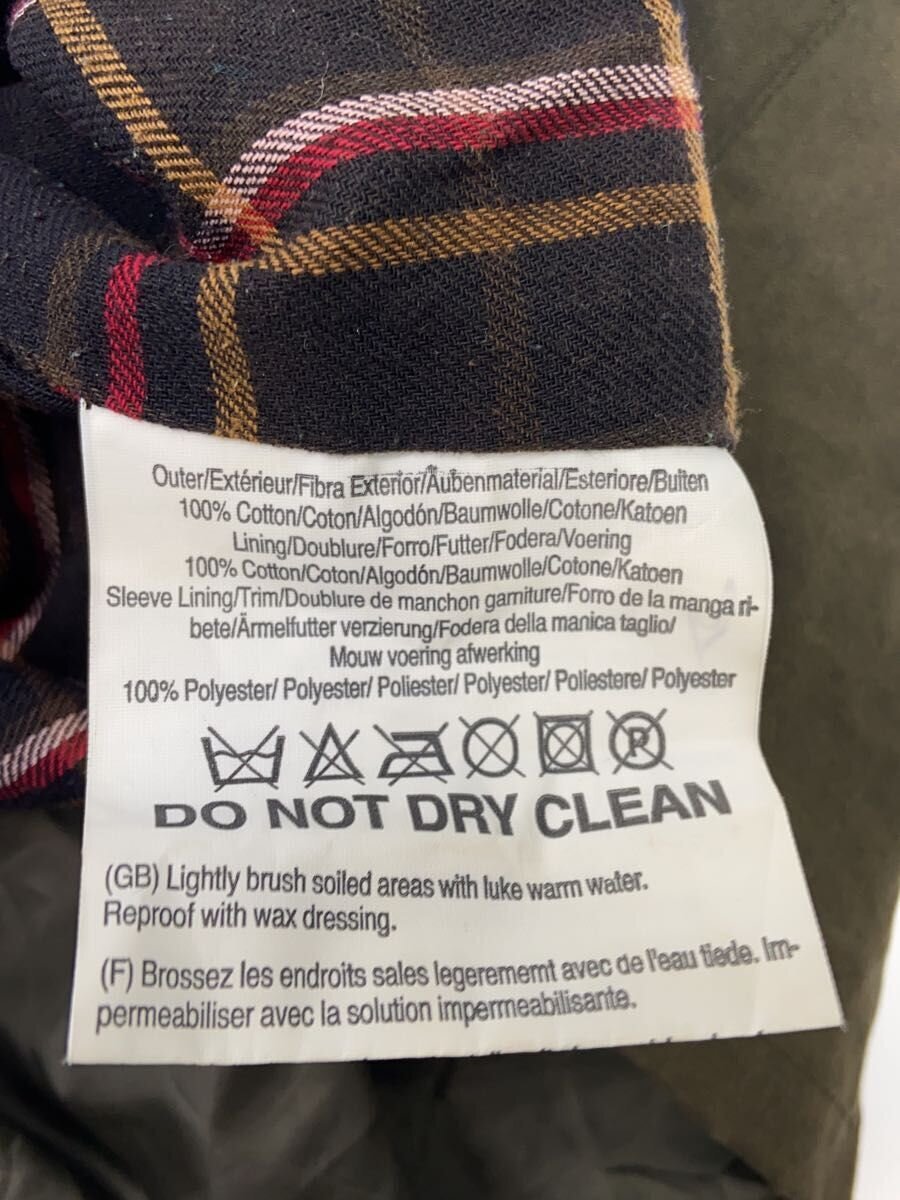 Outer/Extérieur/Fibra Exterior/Aubenmaterial/Esteriore/Buiten
100% Cotton/Coton/Algodón/Baumwolle/Cotone/Katoen
Lining/Doublure/Forro/Futter/Fodera/Voering
100% Cotton/Coton/Algodón/Baumwolle/Cotone/Katoen
Sleeve Lining/Trim/Doublure de manchon garniture/Forro de la manga ri-
bete/Ärmelfutter verzierung/Fodera della manica taglio/
Mouw voering afwerking
100% Polyester/ Polyester/ Poliester/ Polyester/ Poliestere/ Polyester
P
DO NOT DRY CLEAN
(GB) Lightly brush soiled areas with luke warm water.
Reproof with wax dressing.
(F) Brossez les endroits sales legerememt avec de l'eau tiede. Im-
permeabiliser avec la solution impermeabilisante.